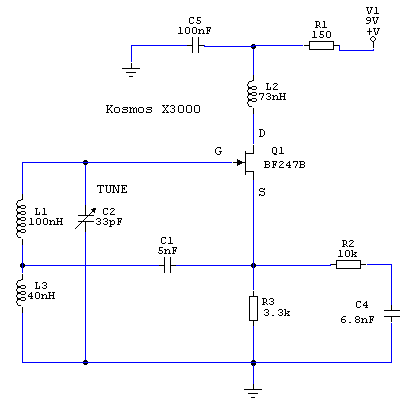 C5
100nF
R1
150
V1
9V
+V
L2
73nH
Kosmos X3000
D
G
Q1
BF247B
S
TUNE
L1
100nH
C2
33pF
C1
5nF
R2
10k
L3
40nH
R3
3.3k
C4
6.8nF